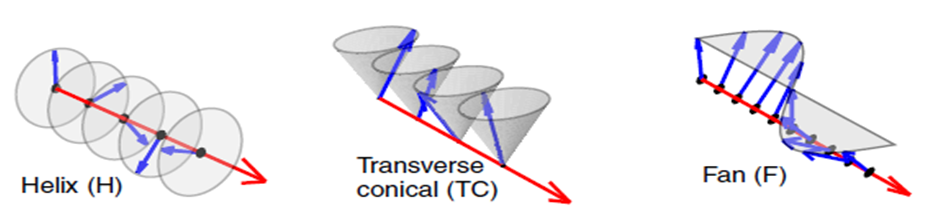 Helix (H)
Transverse
conical (TC)
Fan (F)